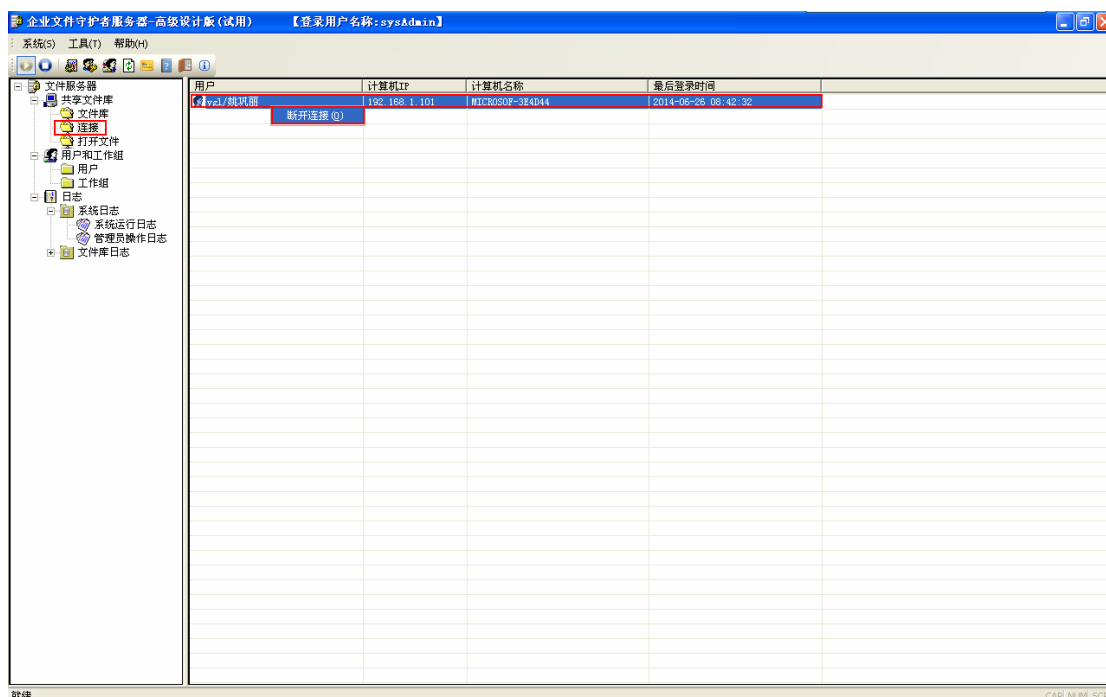 企业文件守护者服务器-高级设计版(试用) 【登录用户名称:sysAdmin】
系统(S) 工具(T) 帮助(H)
文件服务器
共享文件库
文件库
连接
打开文件
用户和工作组
用户
工作组
日志
系统日志
系统运行日志
管理员操作日志
文件库日志
用户 计算机IP 计算机名称 最后登录时间
yzl/姚巩丽 192.168.1.101 MICROSOF-3E4D44 2014-06-26 08:42:32
断开连接(Q)
就绪
CAP NUM SCRL